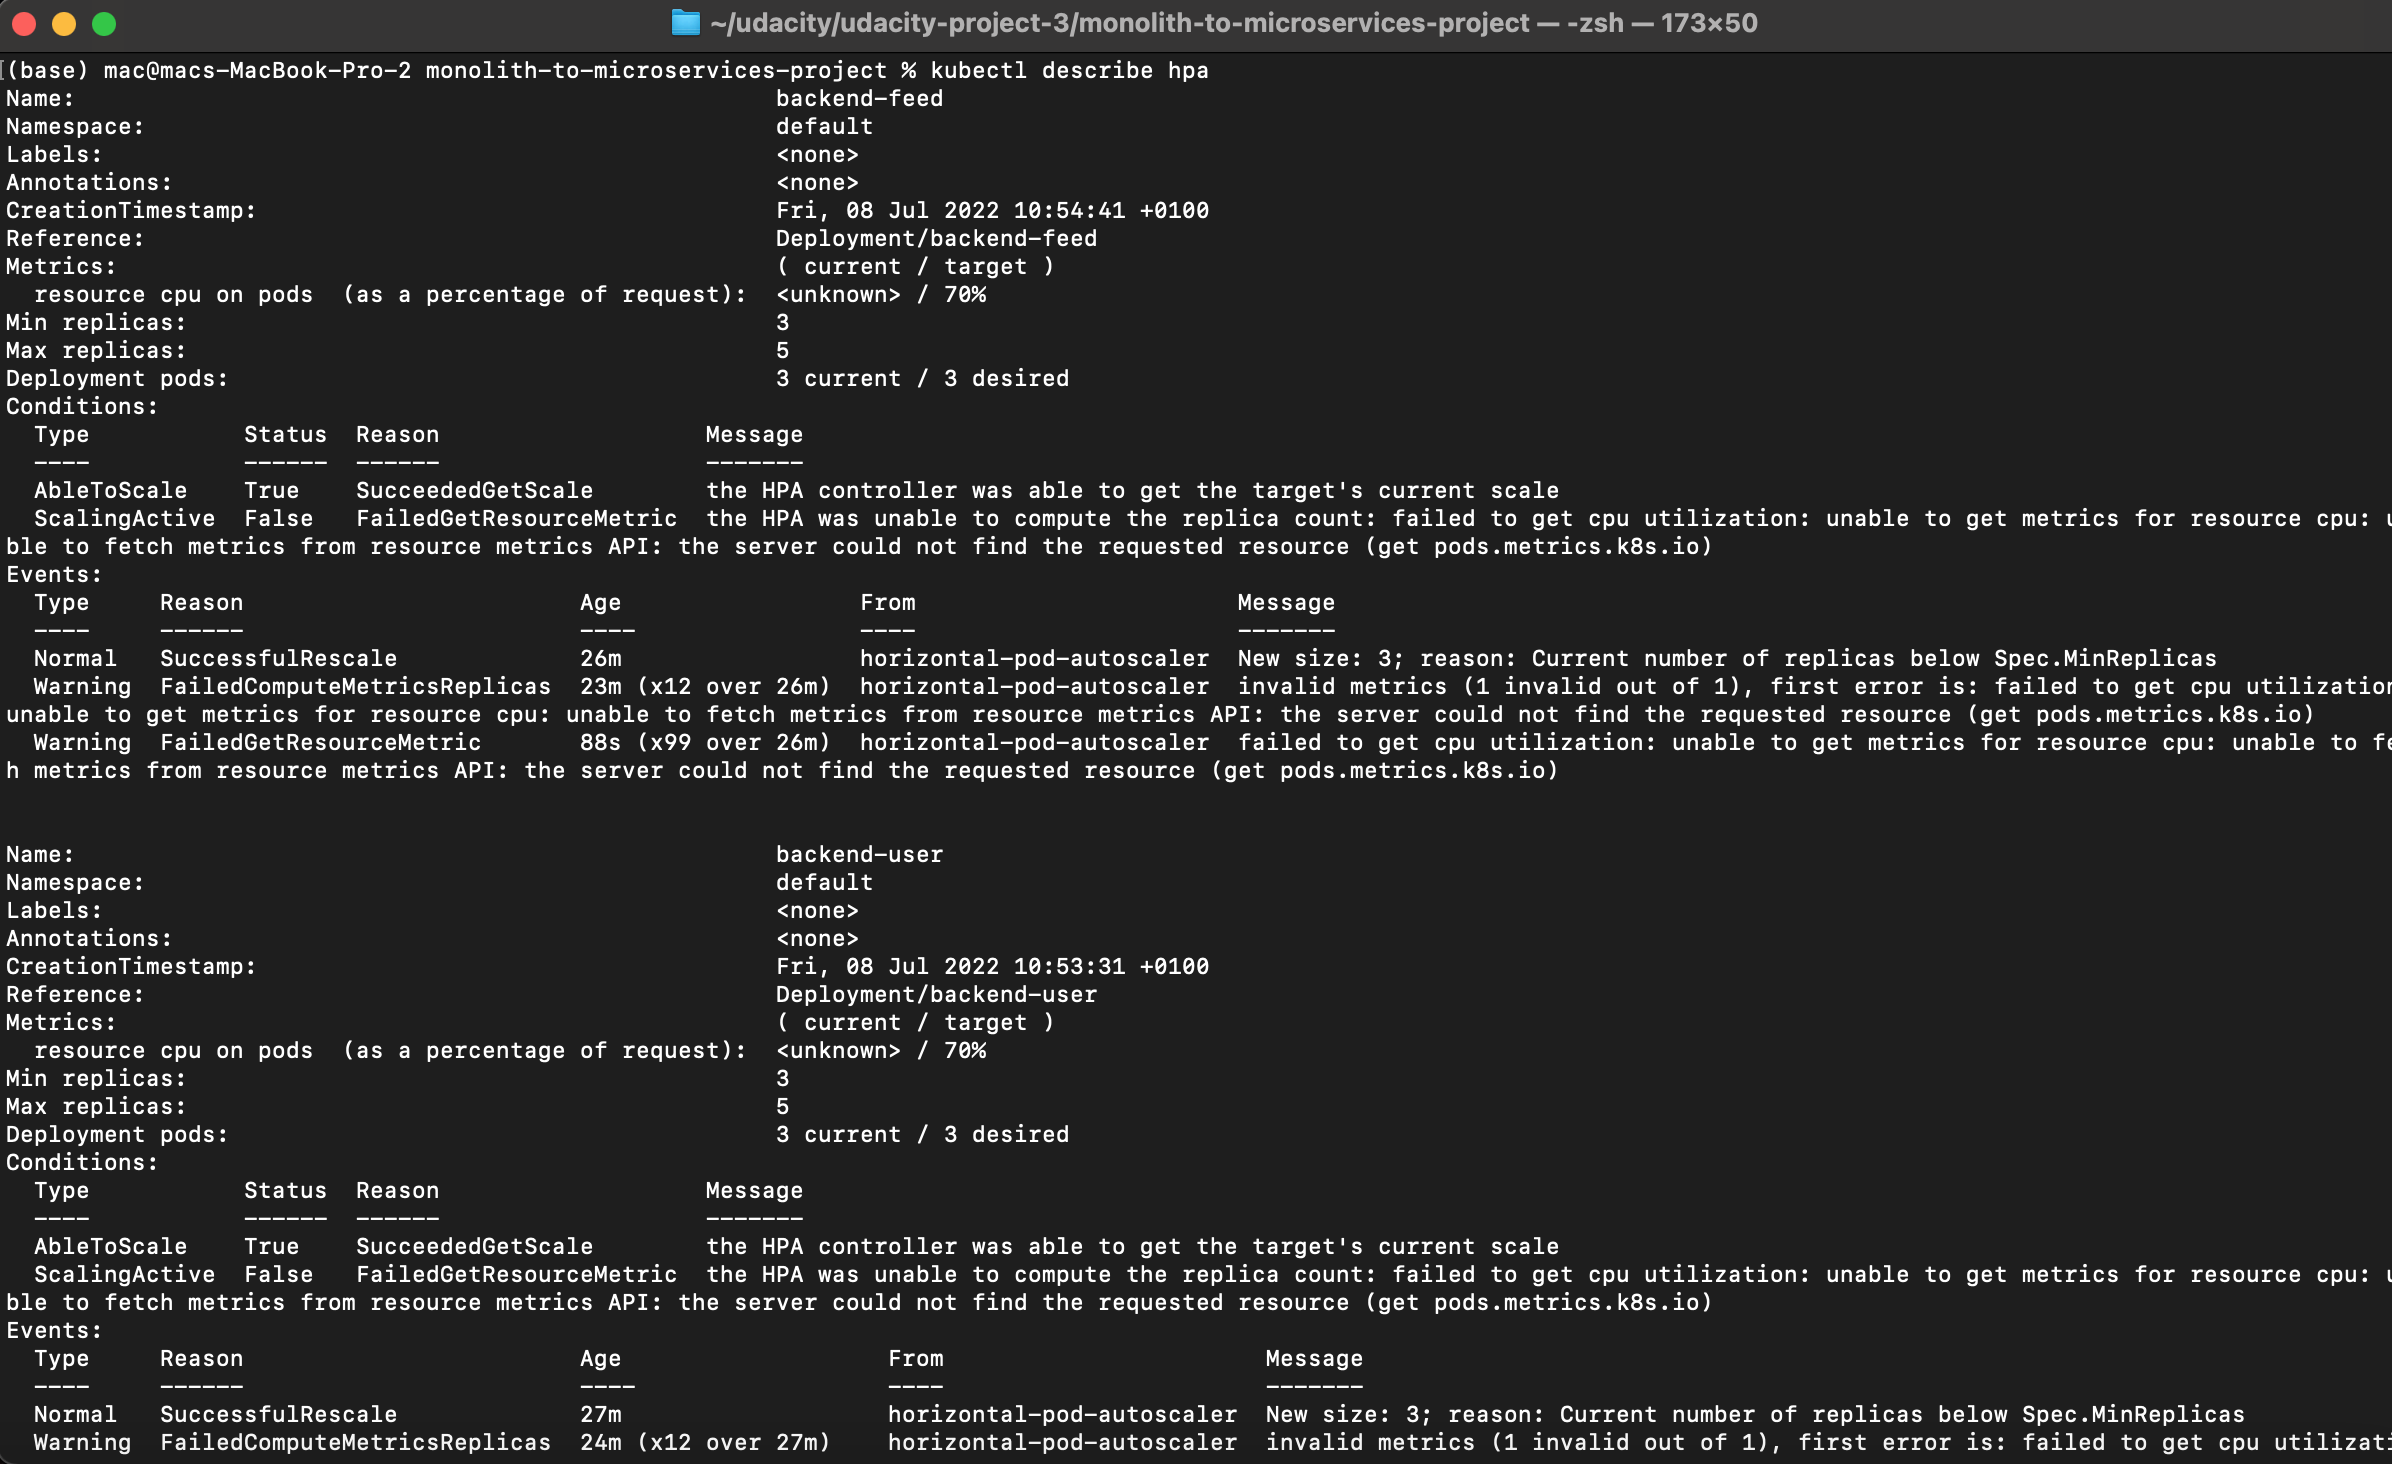 ~/udacity/udacity-project-3/monolith-to-microservices-project — -zsh — 173×50
(base) mac@macs-MacBook-Pro-2 monolith-to-microservices-project % kubectl describe hpa
Name: backend-feed
Namespace: default
Labels: <none>
Annotations: <none>
CreationTimestamp: Fri, 08 Jul 2022 10:54:41 +0100
Reference: Deployment/backend-feed
Metrics: ( current / target )
resource cpu on pods (as a percentage of request): <unknown> / 70%
Min replicas: 3
Max replicas: 5
Deployment pods: 3 current / 3 desired
Conditions:
Type Status Reason Message
---- ------ ------ -------
AbleToScale True SucceededGetScale the HPA controller was able to get the target's current scale
ScalingActive False FailedGetResourceMetric the HPA was unable to compute the replica count: failed to get cpu utilization: unable to get metrics for resource cpu:
ble to fetch metrics from resource metrics API: the server could not find the requested resource (get pods.metrics.k8s.io)
Events:
Type Reason Age From Message
---- ------ ---- ---- -------
Normal SuccessfulRescale 26m horizontal-pod-autoscaler New size: 3; reason: Current number of replicas below Spec.MinReplicas
Warning FailedComputeMetricsReplicas 23m (x12 over 26m) horizontal-pod-autoscaler invalid metrics (1 invalid out of 1), first error is: failed to get cpu utilization
unable to get metrics for resource cpu: unable to fetch metrics from resource metrics API: the server could not find the requested resource (get pods.metrics.k8s.io)
Warning FailedGetResourceMetric 88s (x99 over 26m) horizontal-pod-autoscaler failed to get cpu utilization: unable to get metrics for resource cpu: unable to fe
h metrics from resource metrics API: the server could not find the requested resource (get pods.metrics.k8s.io)
Name: backend-user
Namespace: default
Labels: <none>
Annotations: <none>
CreationTimestamp: Fri, 08 Jul 2022 10:53:31 +0100
Reference: Deployment/backend-user
Metrics: ( current / target )
resource cpu on pods (as a percentage of request): <unknown> / 70%
Min replicas: 3
Max replicas: 5
Deployment pods: 3 current / 3 desired
Conditions:
Type Status Reason Message
---- ------ ------ -------
AbleToScale True SucceededGetScale the HPA controller was able to get the target's current scale
ScalingActive False FailedGetResourceMetric the HPA was unable to compute the replica count: failed to get cpu utilization: unable to get metrics for resource cpu:
ble to fetch metrics from resource metrics API: the server could not find the requested resource (get pods.metrics.k8s.io)
Events:
Type Reason Age From Message
---- ------ ---- ---- -------
Normal SuccessfulRescale 27m horizontal-pod-autoscaler New size: 3; reason: Current number of replicas below Spec.MinReplicas
Warning FailedComputeMetricsReplicas 24m (x12 over 27m) horizontal-pod-autoscaler invalid metrics (1 invalid out of 1), first error is: failed to get cpu utilizati